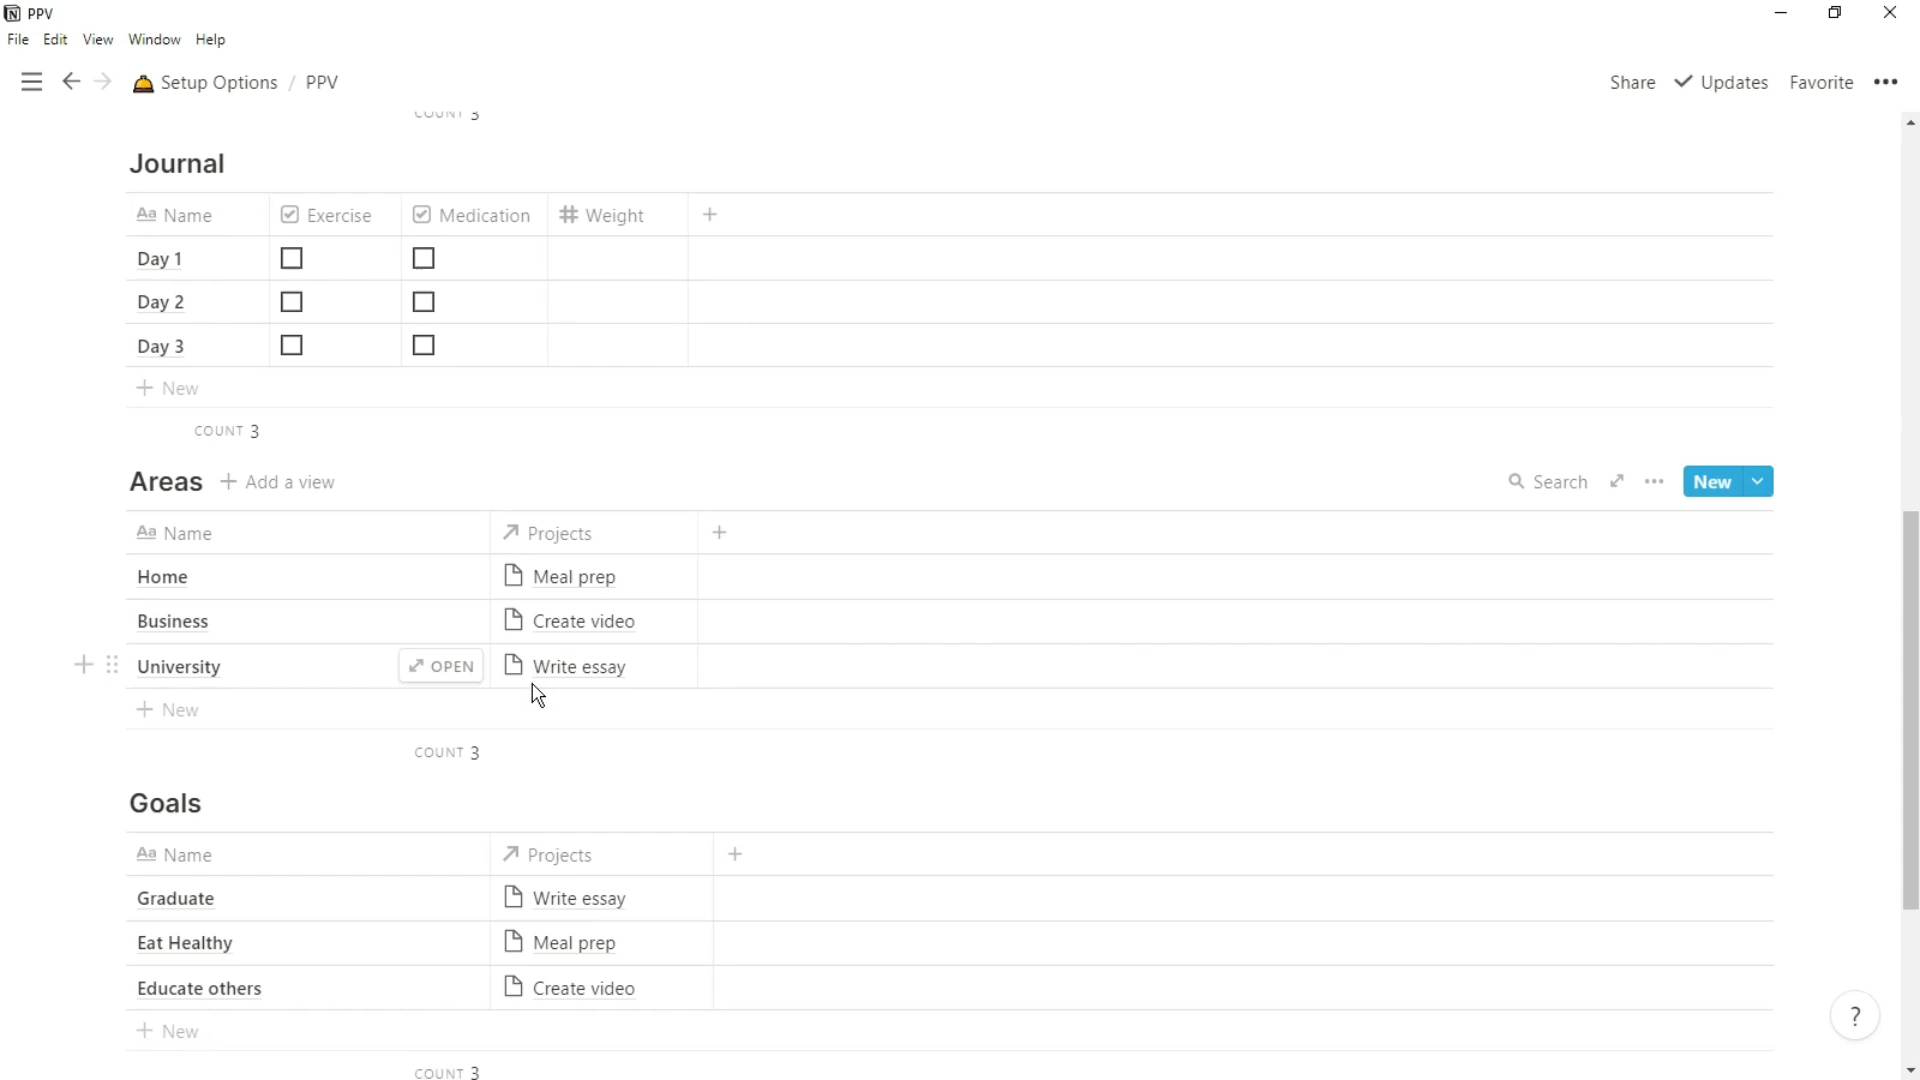 PPV
File Edit View Window Help
Setup Options / PPV Share Updates Favorite
COUNT 3
Journal
Aa Name Exercise Medication # Weight +
Day 1
Day 2
Day 3
+ New
COUNT 3
Areas + Add a view Search New
Aa Name Projects +
Home Meal prep
Business Create video
University OPEN Write essay
+ New
COUNT 3
Goals
Aa Name Projects +
Graduate Write essay
Eat Healthy Meal prep
Educate others Create video
+ New ?
COUNT 3